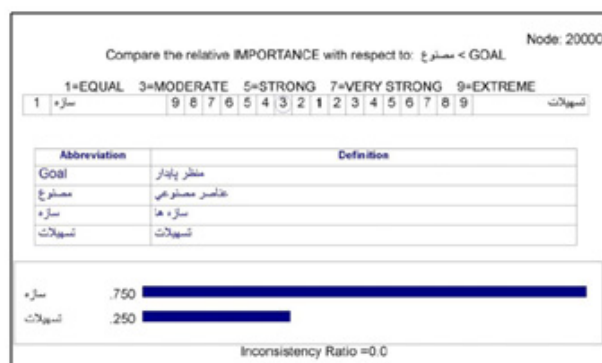 Node: 20000
Compare the relative IMPORTANCE with respect to: مصنوع < GOAL
1=EQUAL 3=MODERATE 5=STRONG 7=VERY STRONG 9=EXTREME
1 سازه 9 8 7 6 5 4 3 2 1 2 3 4 5 6 7 8 9 تسهیلات
Abbreviation Definition
Goal منظر پایدار
مصنوع عناصر مصنوعي
سازه سازه ها
تسهیلات تسهیلات
سازه .750
تسهیلات .250
Inconsistency Ratio =0.0